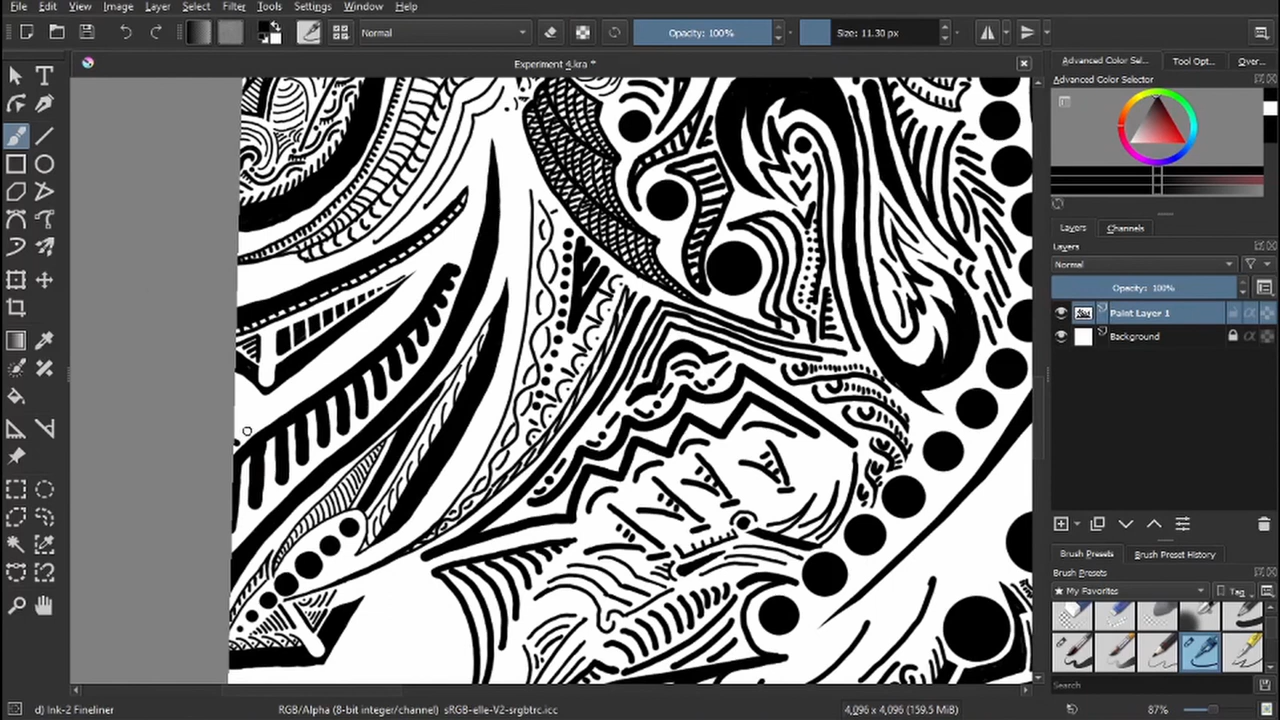 File Edit View Image Layer Select Filter Tools Settings Window Help
Normal
Opacity: 100%
Size: 11.30 px
Experiment 4.kra *
Advanced Color Sel... Tool Opt... Over...
Advanced Color Selector
Layers Channels
Layers
Normal
Opacity: 100%
Paint Layer 1
Background
Brush Presets Brush Preset History
Brush Presets
My Favorites Tag
Search
d) Ink-2 Fineliner RGB/Alpha (8-bit integer/channel) sRGB-elle-V2-srgbtrc.icc 4,096 x 4,096 (159.5 MiB) 87%